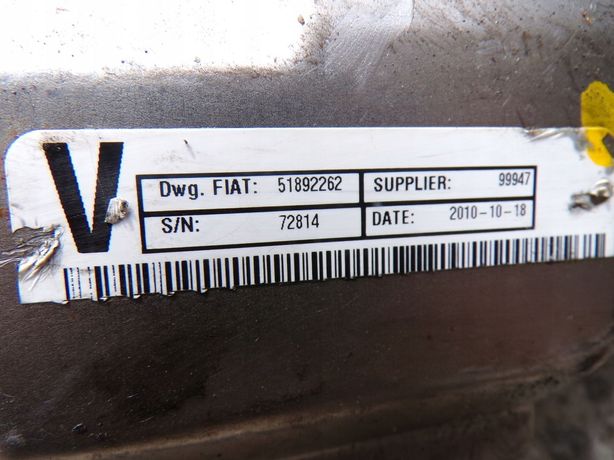 V
Dwg. FIAT: 51892262 SUPPLIER: 99947
S/N: 72814 DATE: 2010-10-18